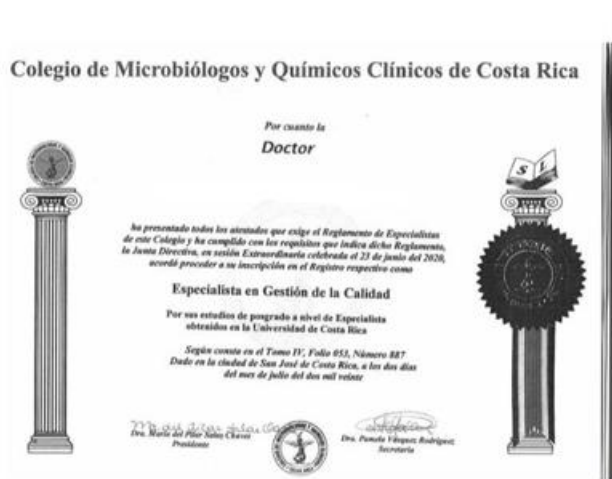 Colegio de Microbiólogos y Químicos Clínicos de Costa Rica
Por cuanto la
Doctor
S L
ha presentado todos los atestados que exige el Reglamento de Especialistas
de este Colegio y ha cumplido con los requisitos que indica dicho Reglamento,
la Junta Directiva, en sesión Extraordinaria celebrada el 23 de junio del 2020,
acordó proceder a su inscripción en el Registro respectivo como
Especialista en Gestión de la Calidad
Por sus estudios de posgrado a nivel de Especialista
obtenidos en la Universidad de Costa Rica
Según consta en el Tomo IV, Folio 053, Número 887
Dado en la ciudad de San José de Costa Rica, a los dos días
del mes de julio del dos mil veinte
Dra. María del Pilar Salas Chaves
Presidente
Dra. Pamela Vásquez Rodríguez
Secretaria